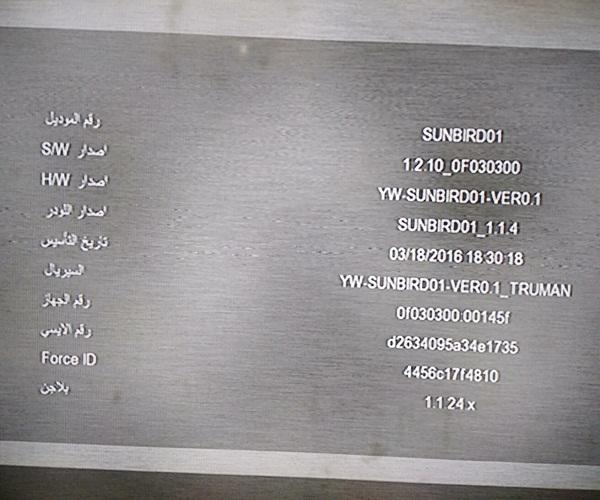 رقم الموديل SUNBIRD01
اصدار S/W 1.2.10_0F030300
اصدار H/W YW-SUNBIRD01-VER0.1
اصدار اللودر SUNBIRD01_1.1.4
تاريخ التأسيس 03/18/2016 18:30:18
السيريال YW-SUNBIRD01-VER0.1_TRUMAN
رقم الجهاز 0f030300:00145f
رقم الايسي d2634095a34e1735
Force ID 4456c17f4810
بلاجن 1.1.24.x